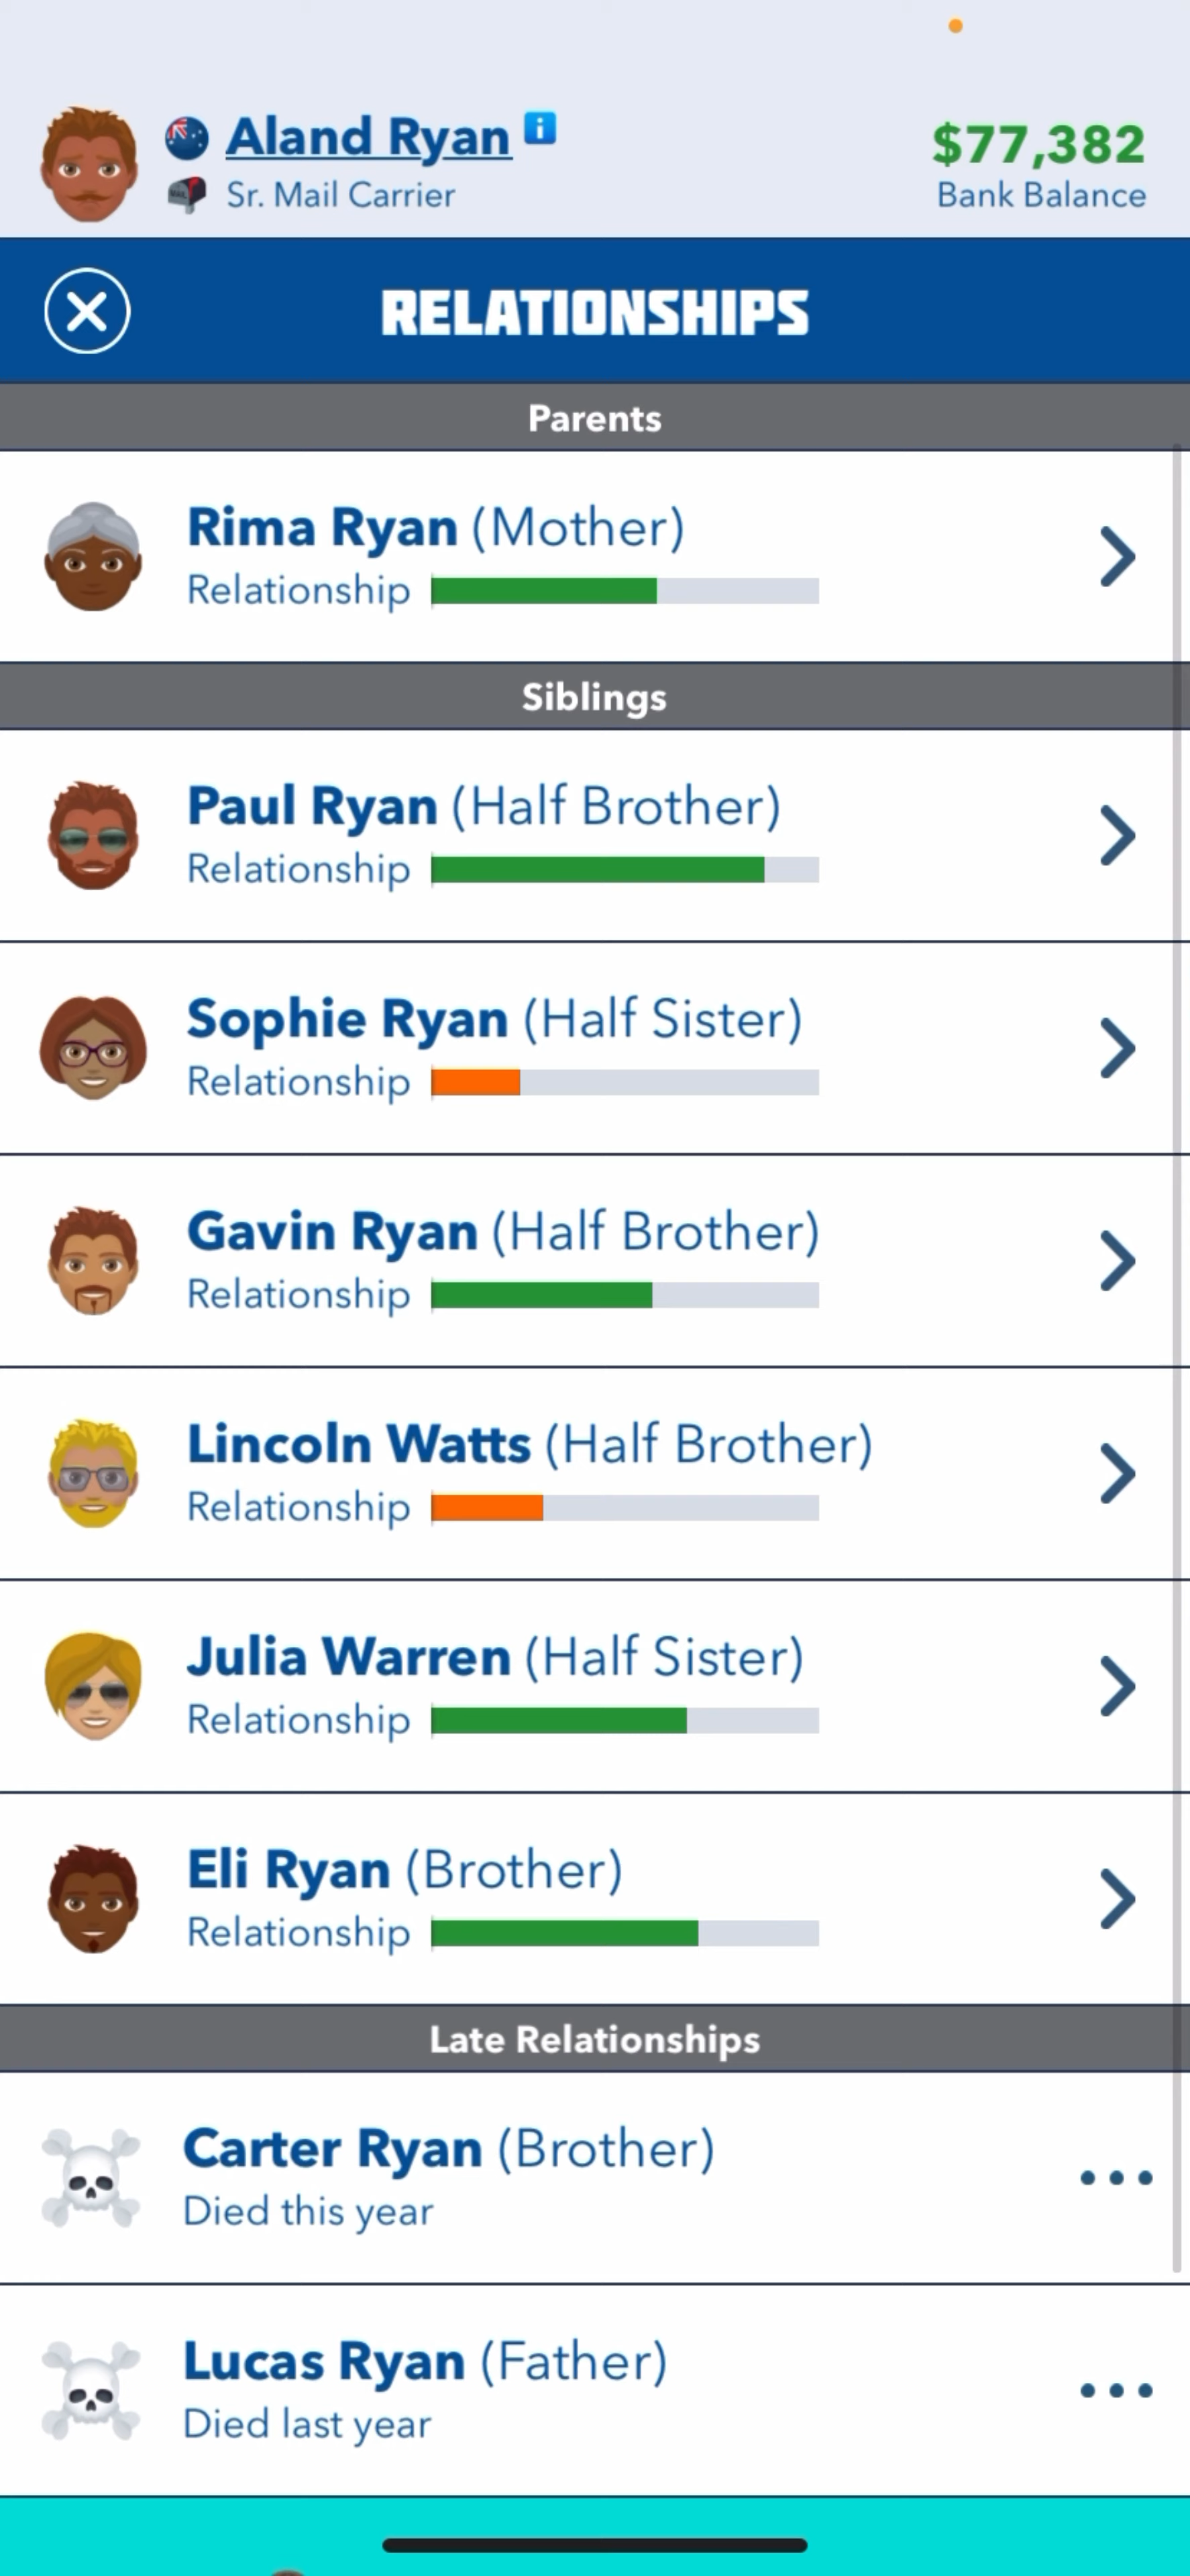 Aland Ryan
$77,382
Sr. Mail Carrier
Bank Balance
RELATIONSHIPS
Parents
Rima Ryan (Mother)
Relationship
Siblings
Paul Ryan (Half Brother)
Relationship
Sophie Ryan (Half Sister)
Relationship
Gavin Ryan (Half Brother)
Relationship
Lincoln Watts (Half Brother)
Relationship
Julia Warren (Half Sister)
Relationship
Eli Ryan (Brother)
Relationship
Late Relationships
Carter Ryan (Brother)
Died this year
Lucas Ryan (Father)
Died last year